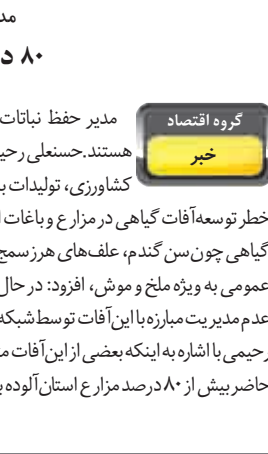 مد
۸۰ د
گروه اقتصاد
خبر
مدیر حفظ نباتات
هستند.حسنعلی رحی
کشاورزی، تولیدات ب
خطر توسعه‌آفات گیاهی در مزارع و باغات ا
گیاهی چون‌سن گندم، علف‌های هرز سمج
عمومی به ویژه ملخ و موش، افزود: در حال
عدم مدیریت مبارزه با این‌آفات توسط‌شبکه
رحیمی با اشاره به اینکه بعضی از این‌آفات مت
حاضر بیش از ۸۰ درصد مزارع استان‌آلوده ب